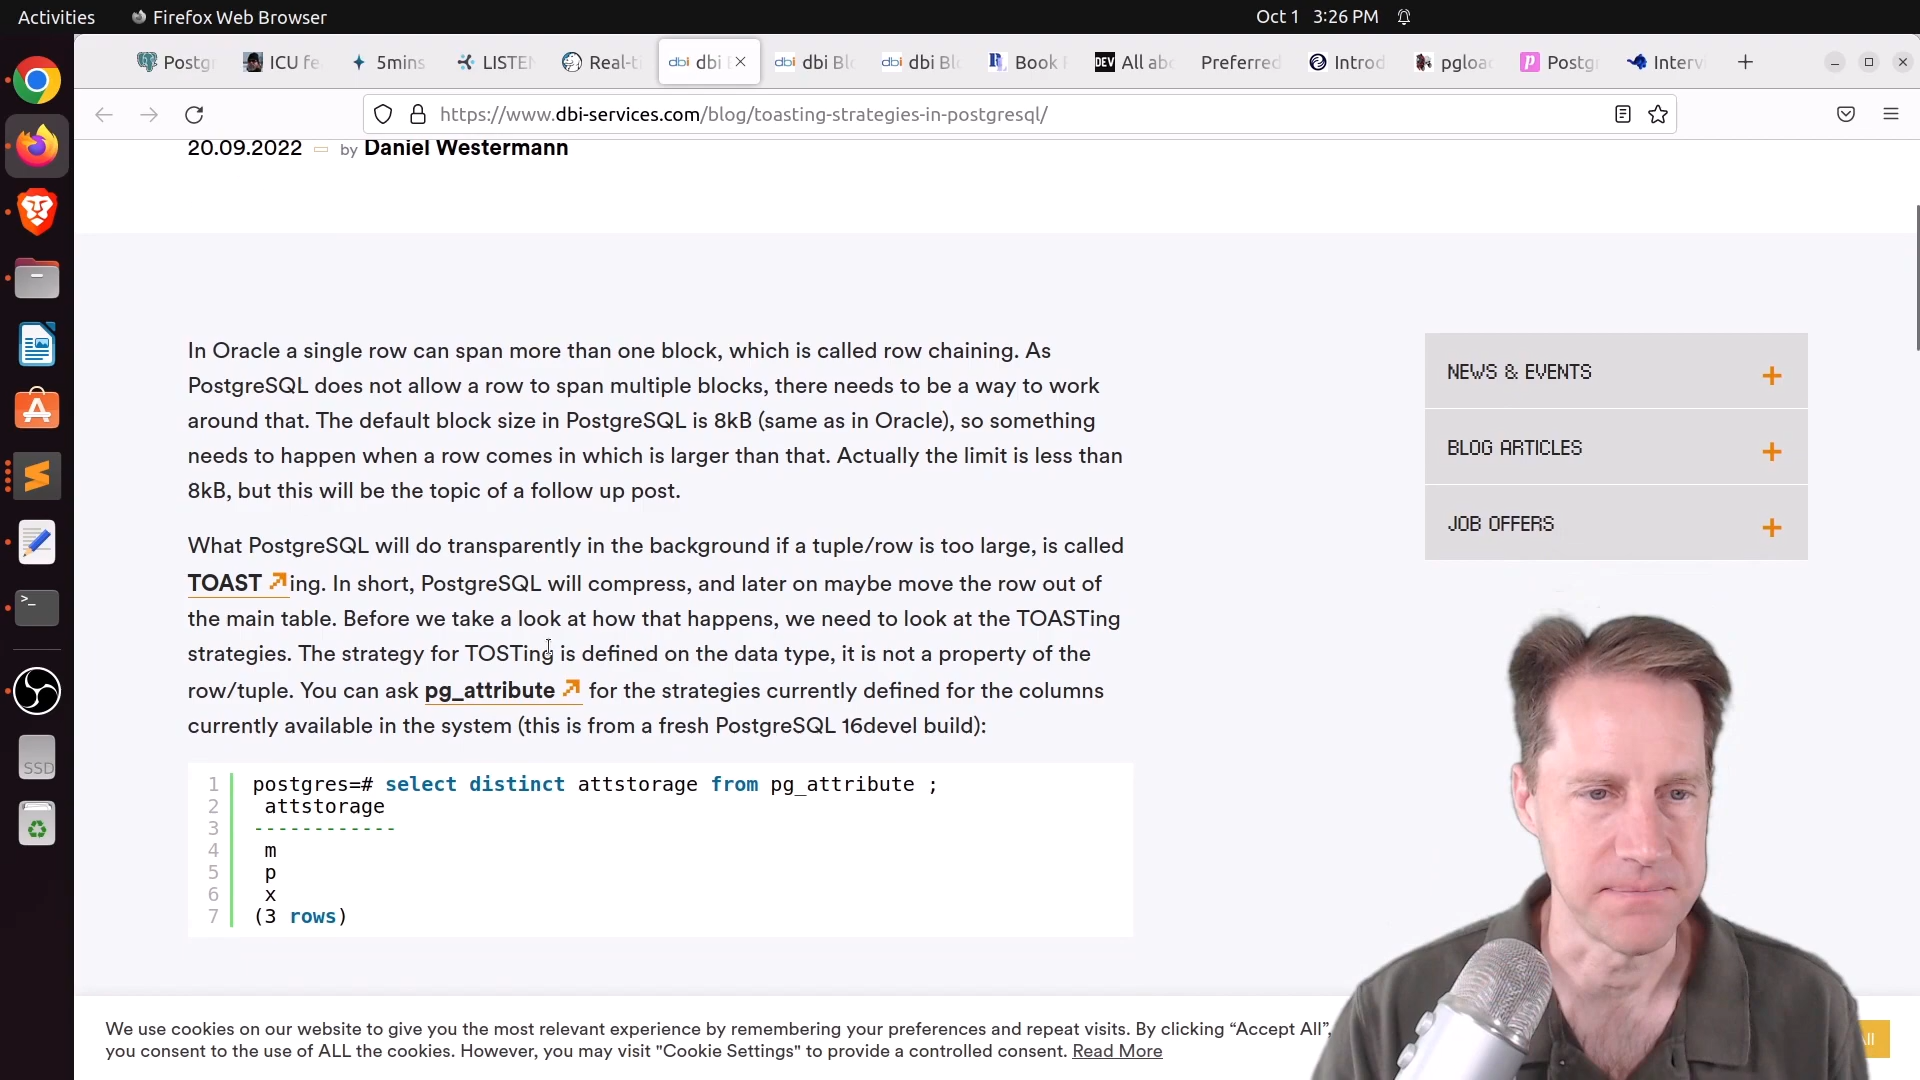 Activities
Firefox Web Browser
Oct 1 3:26 PM
Postgr
ICU fe
5mins
LISTEN
Real-ti
dbi
dbi Blo
dbi Blo
Book
DEV All abo
Preferred
Introd
pgload
Postg
Interv
https://www.dbi-services.com/blog/toasting-strategies-in-postgresql/
20.09.2022 by Daniel Westermann
In Oracle a single row can span more than one block, which is called row chaining. As
PostgreSQL does not allow a row to span multiple blocks, there needs to be a way to work
around that. The default block size in PostgreSQL is 8kB (same as in Oracle), so something
needs to happen when a row comes in which is larger than that. Actually the limit is less than
8kB, but this will be the topic of a follow up post.
What PostgreSQL will do transparently in the background if a tuple/row is too large, is called
TOAST ing. In short, PostgreSQL will compress, and later on maybe move the row out of
the main table. Before we take a look at how that happens, we need to look at the TOASTing
strategies. The strategy for TOSTing is defined on the data type, it is not a property of the
row/tuple. You can ask pg_attribute for the strategies currently defined for the columns
currently available in the system (this is from a fresh PostgreSQL 16devel build):
1 postgres=# select distinct attstorage from pg_attribute ;
2 attstorage
3 ------------
4 m
5 p
6 x
7 (3 rows)
NEWS & EVENTS +
BLOG ARTICLES +
JOB OFFERS +
SSD
We use cookies on our website to give you the most relevant experience by remembering your preferences and repeat visits. By clicking “Accept All”,
you consent to the use of ALL the cookies. However, you may visit "Cookie Settings" to provide a controlled consent. Read More